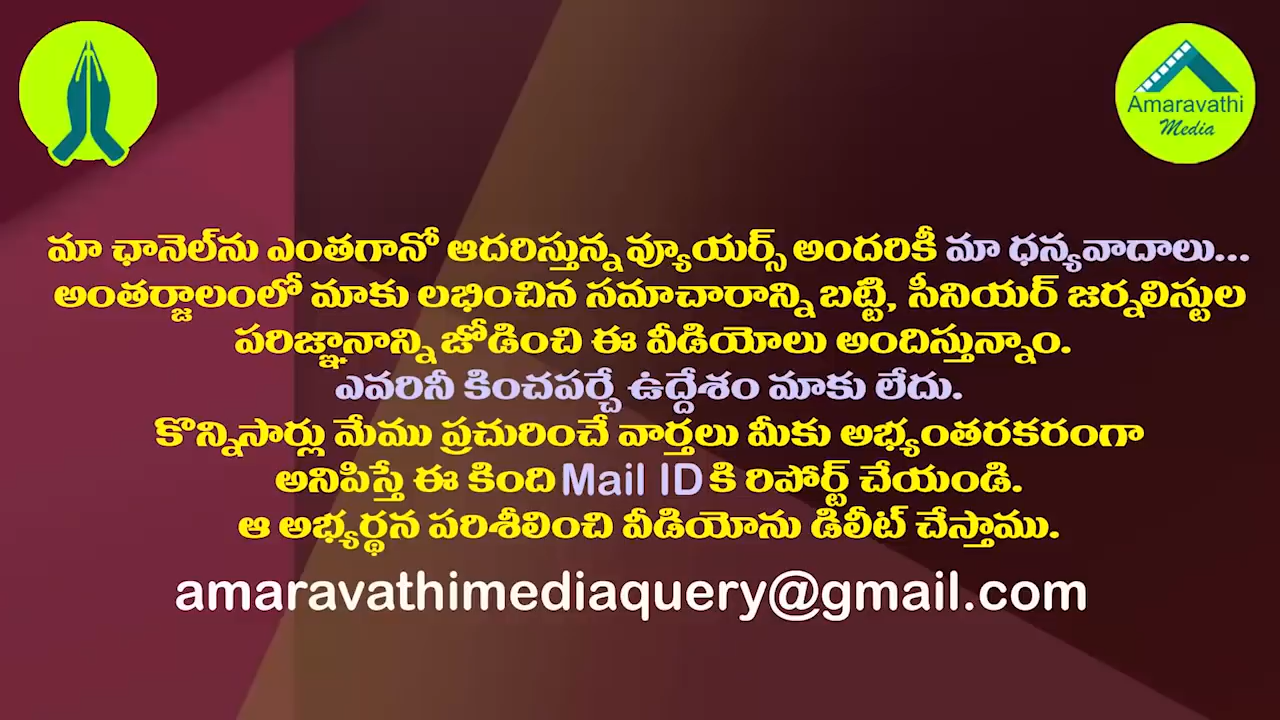 Amaravathi
Media
మా ఛానెల్‌ను ఎంతగానో ఆదరిస్తున్న వ్యూయర్స్ అందరికీ మా ధన్యవాదాలు...
అంతర్జాలంలో మాకు లభించిన సమాచారాన్ని బట్టి, సీనియర్ జర్నలిస్టుల
పరిజ్ఞానాన్ని జోడించి ఈ వీడియోలు అందిస్తున్నాం.
ఎవరినీ కించపర్చే ఉద్దేశం మాకు లేదు.
కొన్నిసార్లు మేము ప్రచురించే వార్తలు మీకు అభ్యంతరకరంగా
అనిపిస్తే ఈ కింది Mail ID కి రిపోర్ట్ చేయండి.
ఆ అభ్యర్థన పరిశీలించి వీడియోను డిలీట్ చేస్తాము.
amaravathimediaquery@gmail.com